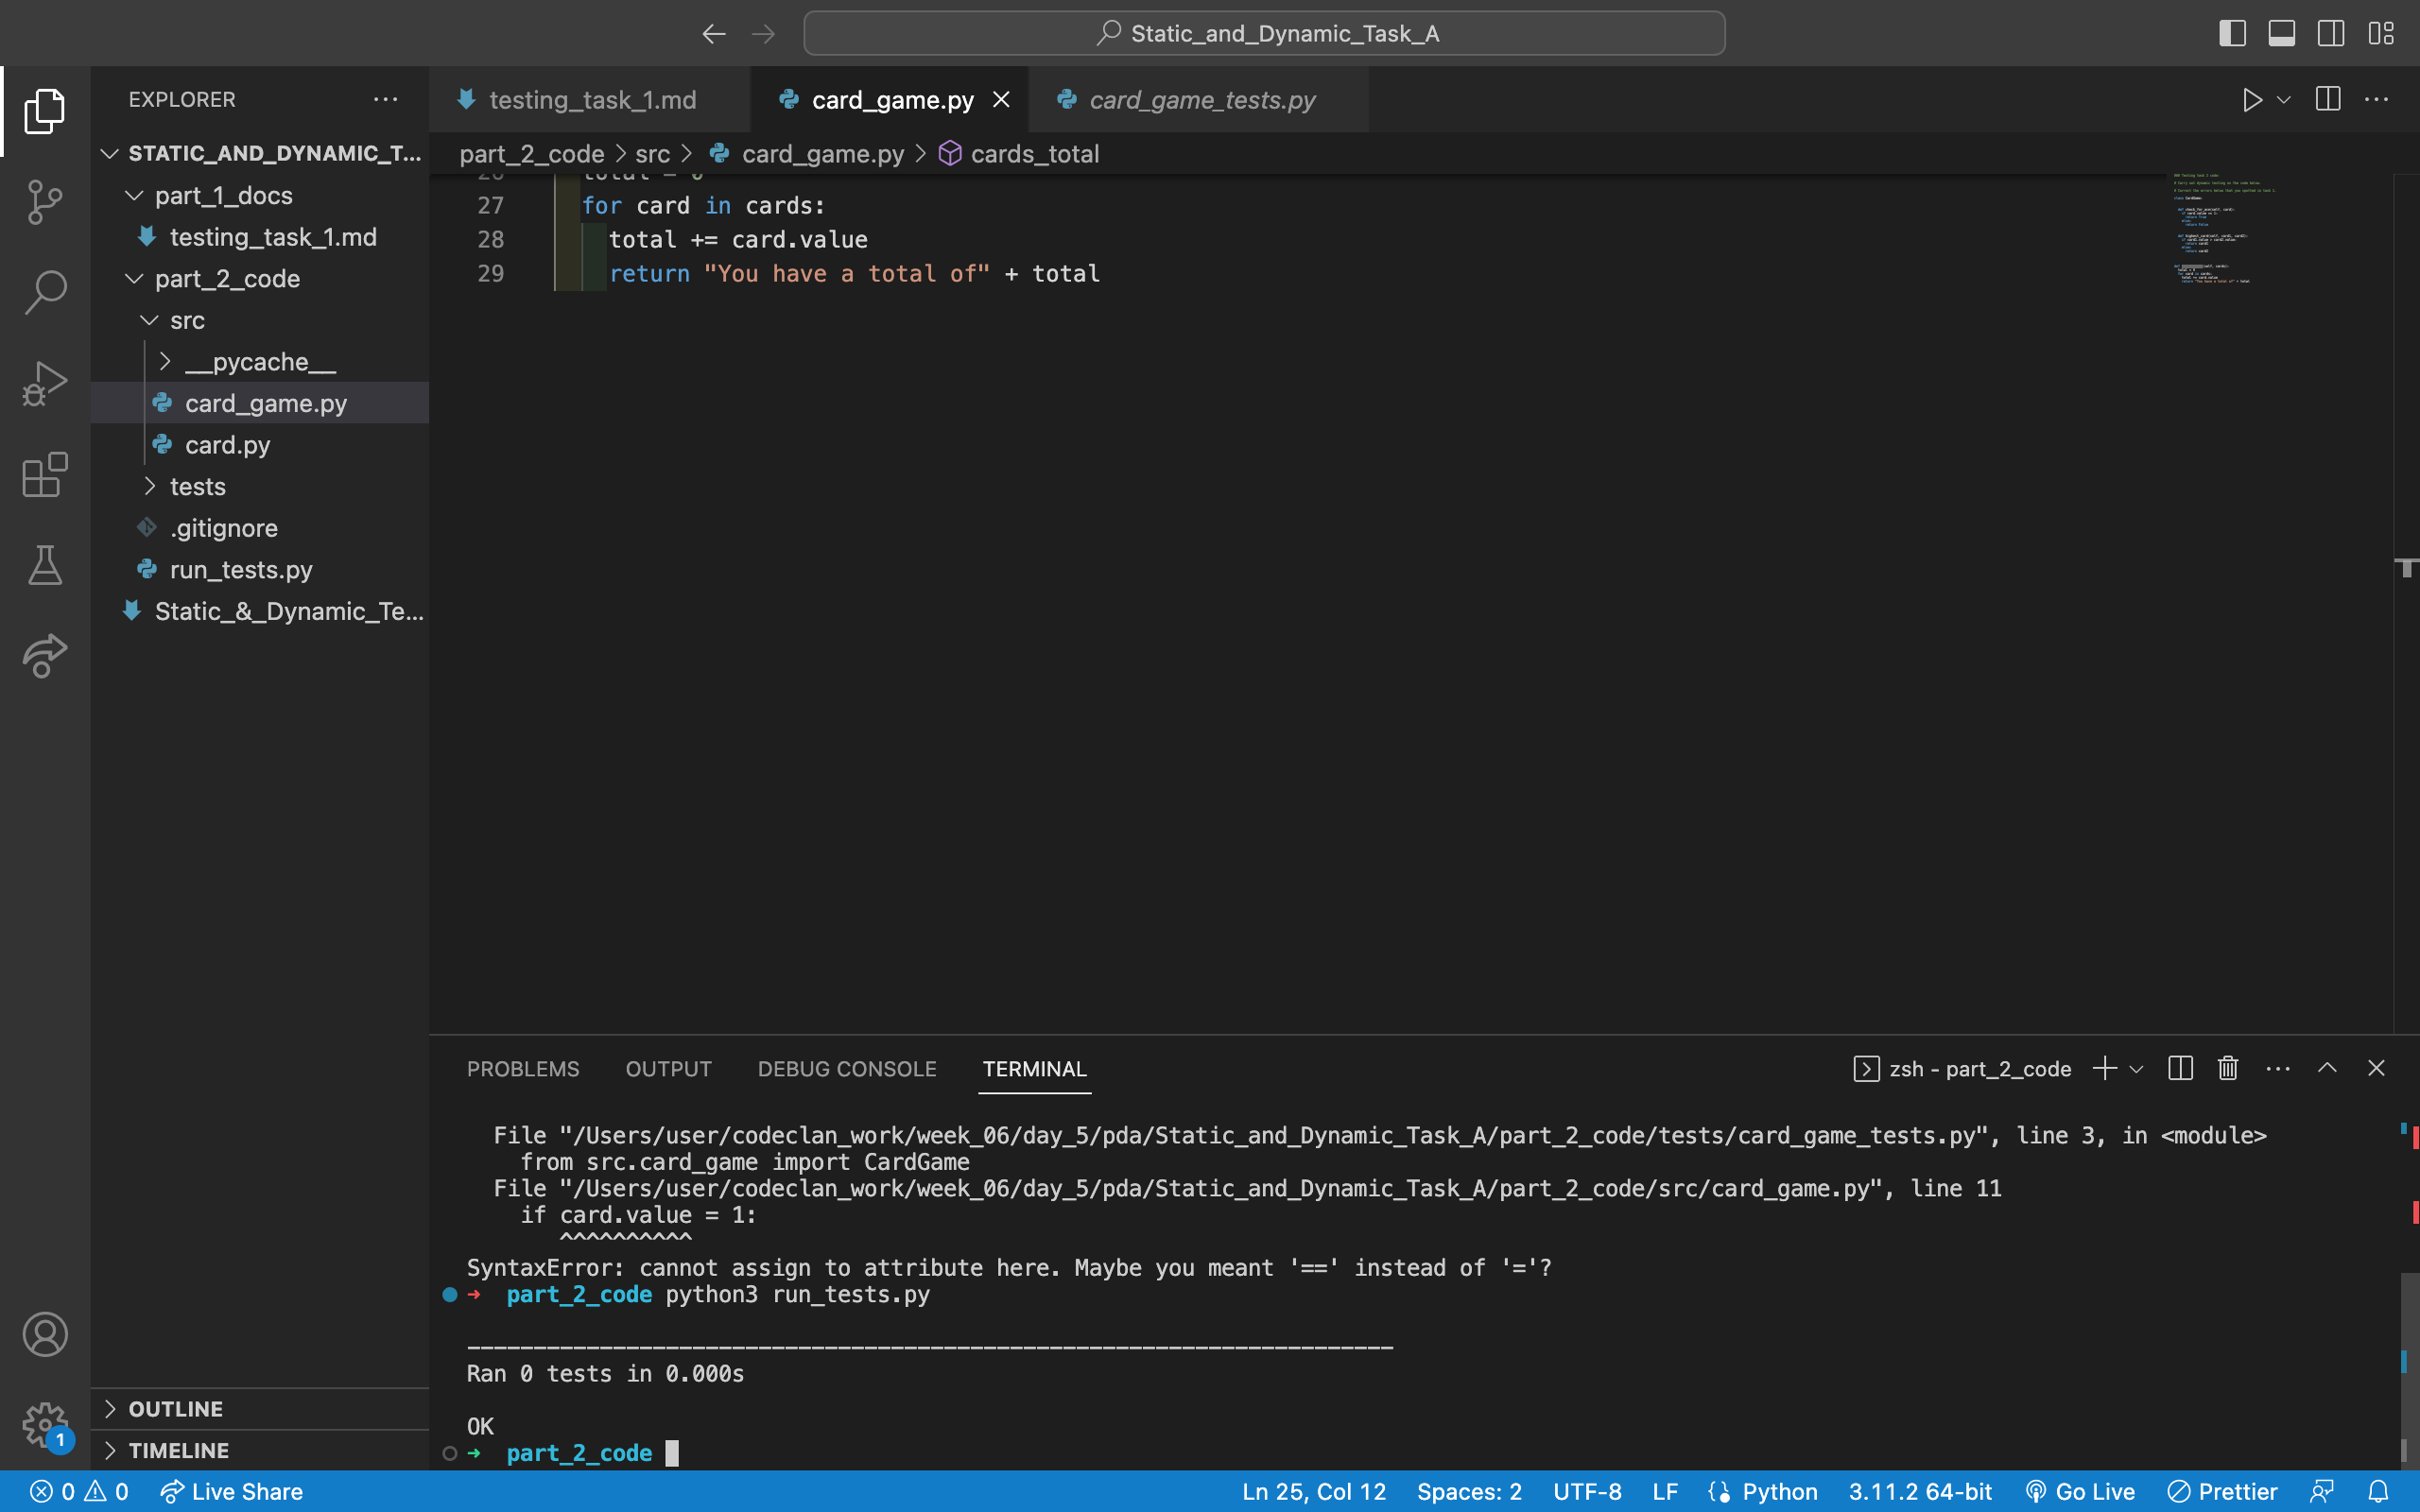 Static_and_Dynamic_Task_A
EXPLORER
STATIC_AND_DYNAMIC_T...
part_1_docs
testing_task_1.md
part_2_code
src
__pycache__
card_game.py
card.py
tests
.gitignore
run_tests.py
Static_&_Dynamic_Te...
OUTLINE
TIMELINE
testing_task_1.md
card_game.py
card_game_tests.py
part_2_code > src > card_game.py > cards_total
26 total = 0
27 for card in cards:
28 total += card.value
29 return "You have a total of" + total
PROBLEMS OUTPUT DEBUG CONSOLE TERMINAL
zsh - part_2_code
File "/Users/user/codeclan_work/week_06/day_5/pda/Static_and_Dynamic_Task_A/part_2_code/tests/card_game_tests.py", line 3, in <module>
from src.card_game import CardGame
File "/Users/user/codeclan_work/week_06/day_5/pda/Static_and_Dynamic_Task_A/part_2_code/src/card_game.py", line 11
if card.value = 1:
^^^^^^^^^^
SyntaxError: cannot assign to attribute here. Maybe you meant '==' instead of '='?
➜ part_2_code python3 run_tests.py
----------------------------------------------------------------------
Ran 0 tests in 0.000s
OK
➜ part_2_code
1
0 0 Live Share Ln 25, Col 12 Spaces: 2 UTF-8 LF Python 3.11.2 64-bit Go Live Prettier